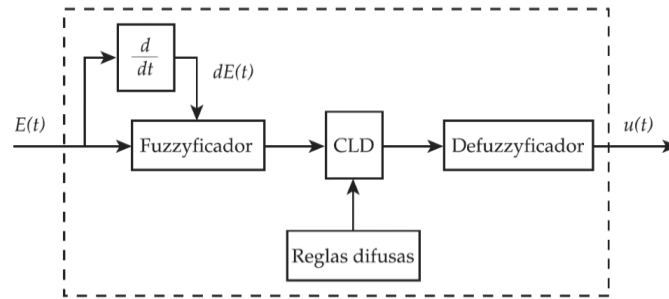 d
dt
dE(t)
E(t)
Fuzzyficador
CLD
Defuzzyficador
u(t)
Reglas difusas